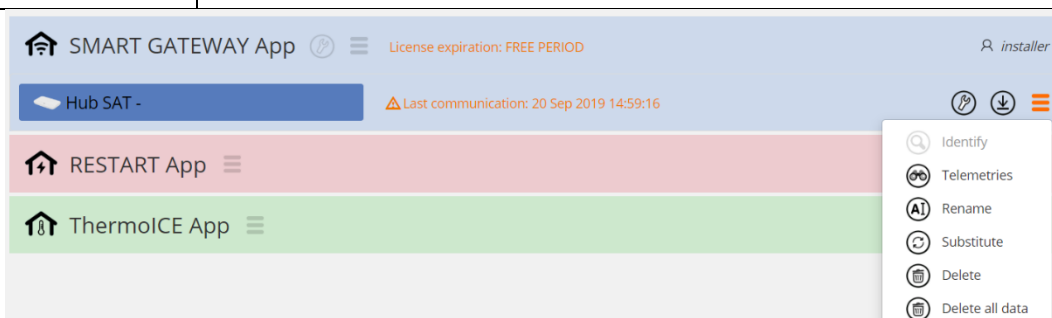 SMART GATEWAY App License expiration: FREE PERIOD installer
Hub SAT - Last communication: 20 Sep 2019 14:59:16
Identify
RESTART App
Telemetries
AI Rename
ThermoICE App
Substitute
Delete
Delete all data